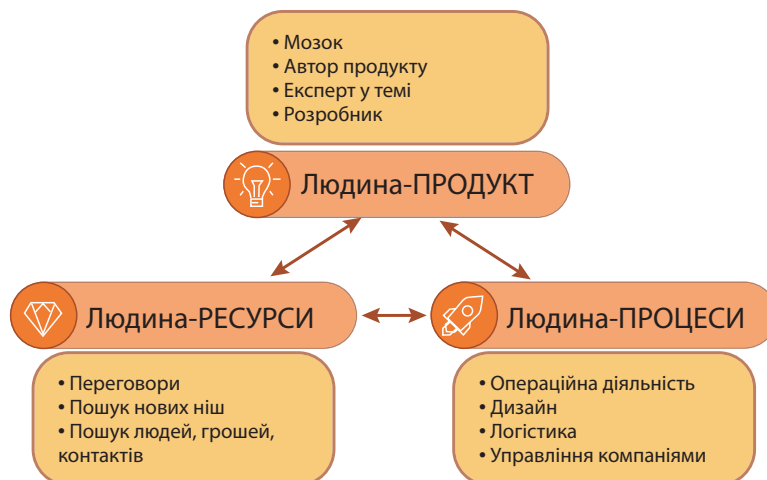 • Мозок
• Автор продукту
• Експерт у темі
• Розробник
Людина-ПРОДУКТ
Людина-РЕСУРСИ
• Переговори
• Пошук нових ніш
• Пошук людей, грошей,
контактів
Людина-ПРОЦЕСИ
• Операційна діяльність
• Дизайн
• Логістика
• Управління компаніями